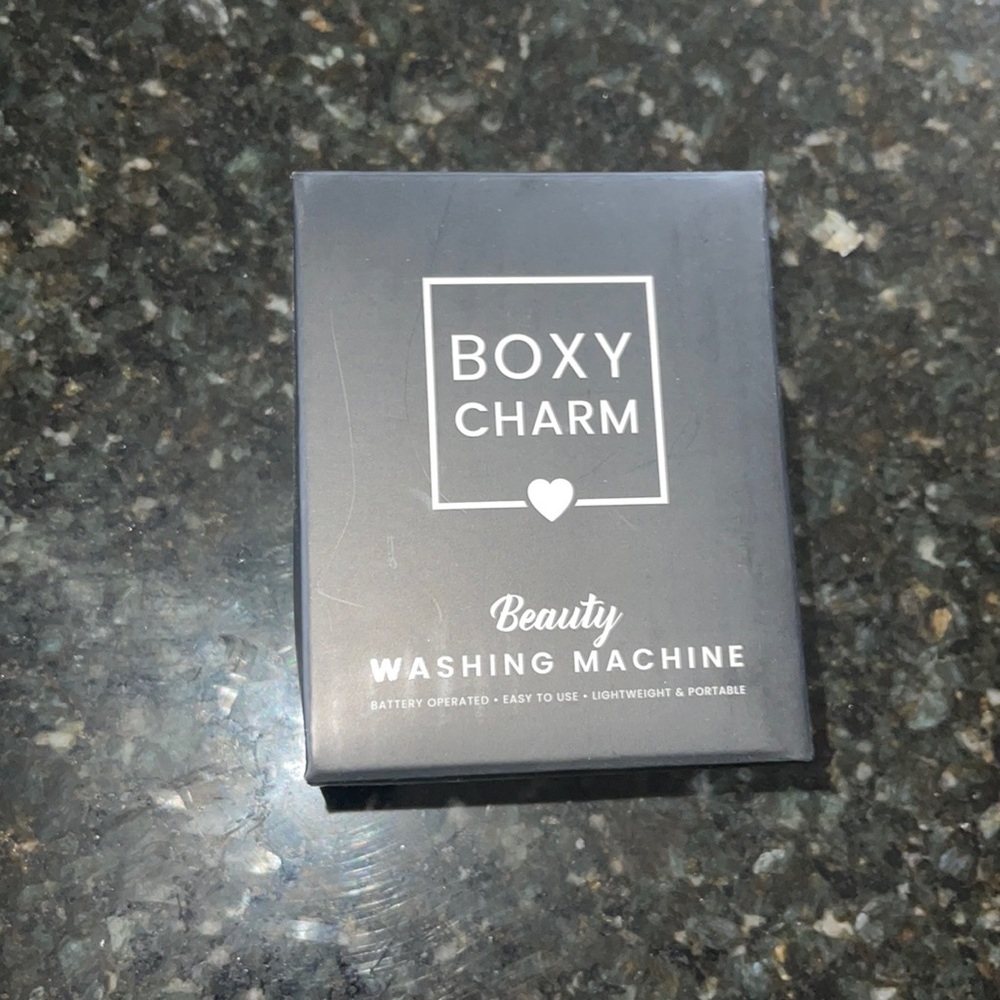 BOXY
CHARM
Beauty
WASHING MACHINE
BATTERY OPERATED • EASY TO USE • LIGHTWEIGHT & PORTABLE